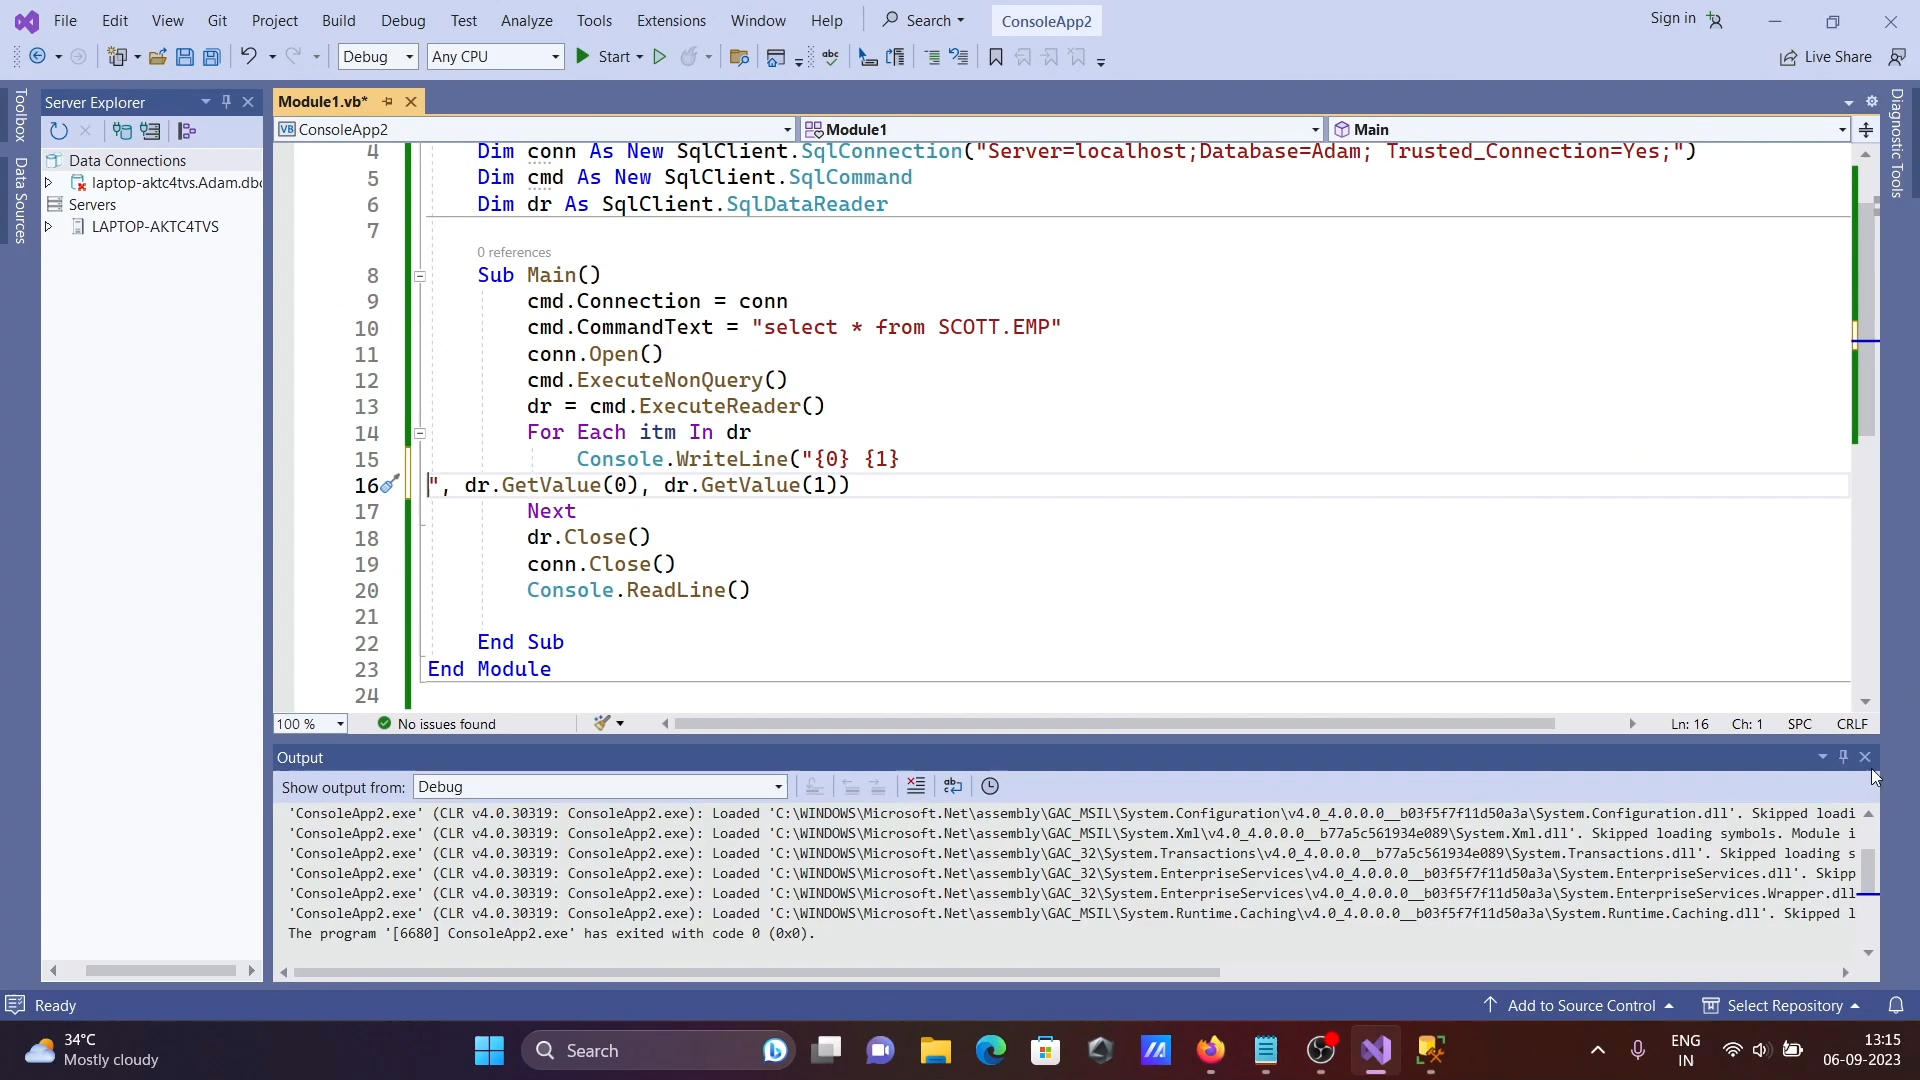 File Edit View Git Project Build Debug Test Analyze Tools Extensions Window Help Search ConsoleApp2 Sign in
Debug Any CPU Start Live Share
Toolbox
Data Sources
Server Explorer
Data Connections
laptop-aktc4tvs.Adam.dbo
Servers
LAPTOP-AKTC4TVS
Module1.vb*
VB ConsoleApp2 Module1 Main
4 Dim conn As New SqlClient.SqlConnection("Server=localhost;Database=Adam; Trusted_Connection=Yes;")
5 Dim cmd As New SqlClient.SqlCommand
6 Dim dr As SqlClient.SqlDataReader
7
0 references
8 Sub Main()
9 cmd.Connection = conn
10 cmd.CommandText = "select * from SCOTT.EMP"
11 conn.Open()
12 cmd.ExecuteNonQuery()
13 dr = cmd.ExecuteReader()
14 For Each itm In dr
15 Console.WriteLine("{0} {1}
16 ", dr.GetValue(0), dr.GetValue(1))
17 Next
18 dr.Close()
19 conn.Close()
20 Console.ReadLine()
21
22 End Sub
23 End Module
24
100 % No issues found Ln: 16 Ch: 1 SPC CRLF
Diagnostic Tools
Output
Show output from: Debug
'ConsoleApp2.exe' (CLR v4.0.30319: ConsoleApp2.exe): Loaded 'C:\WINDOWS\Microsoft.Net\assembly\GAC_MSIL\System.Configuration\v4.0_4.0.0.0__b03f5f7f11d50a3a\System.Configuration.dll'. Skipped loadi
'ConsoleApp2.exe' (CLR v4.0.30319: ConsoleApp2.exe): Loaded 'C:\WINDOWS\Microsoft.Net\assembly\GAC_MSIL\System.Xml\v4.0_4.0.0.0__b77a5c561934e089\System.Xml.dll'. Skipped loading symbols. Module i
'ConsoleApp2.exe' (CLR v4.0.30319: ConsoleApp2.exe): Loaded 'C:\WINDOWS\Microsoft.Net\assembly\GAC_32\System.Transactions\v4.0_4.0.0.0__b77a5c561934e089\System.Transactions.dll'. Skipped loading s
'ConsoleApp2.exe' (CLR v4.0.30319: ConsoleApp2.exe): Loaded 'C:\WINDOWS\Microsoft.Net\assembly\GAC_32\System.EnterpriseServices\v4.0_4.0.0.0__b03f5f7f11d50a3a\System.EnterpriseServices.dll'. Skipp
'ConsoleApp2.exe' (CLR v4.0.30319: ConsoleApp2.exe): Loaded 'C:\WINDOWS\Microsoft.Net\assembly\GAC_32\System.EnterpriseServices\v4.0_4.0.0.0__b03f5f7f11d50a3a\System.EnterpriseServices.Wrapper.dll
'ConsoleApp2.exe' (CLR v4.0.30319: ConsoleApp2.exe): Loaded 'C:\WINDOWS\Microsoft.Net\assembly\GAC_MSIL\System.Runtime.Caching\v4.0_4.0.0.0__b03f5f7f11d50a3a\System.Runtime.Caching.dll'. Skipped l
The program '[6680] ConsoleApp2.exe' has exited with code 0 (0x0).
Ready Add to Source Control Select Repository
34°C
Mostly cloudy
Search
ENG
IN
13:15
06-09-2023